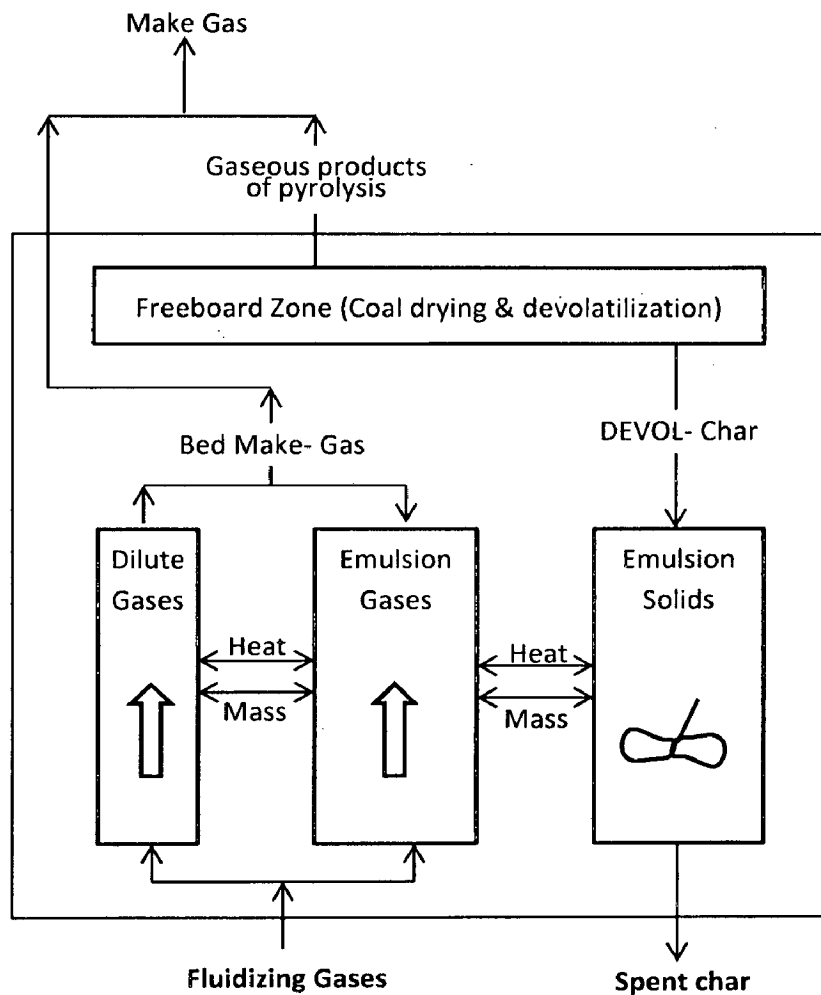 Make Gas
Gaseous products
of pyrolysis
Freeboard Zone (Coal drying & devolatilization)
Bed Make- Gas
DEVOL- Char
Dilute
Gases
Emulsion
Gases
Emulsion
Solids
Heat
Mass
Heat
Mass
Fluidizing Gases
Spent char